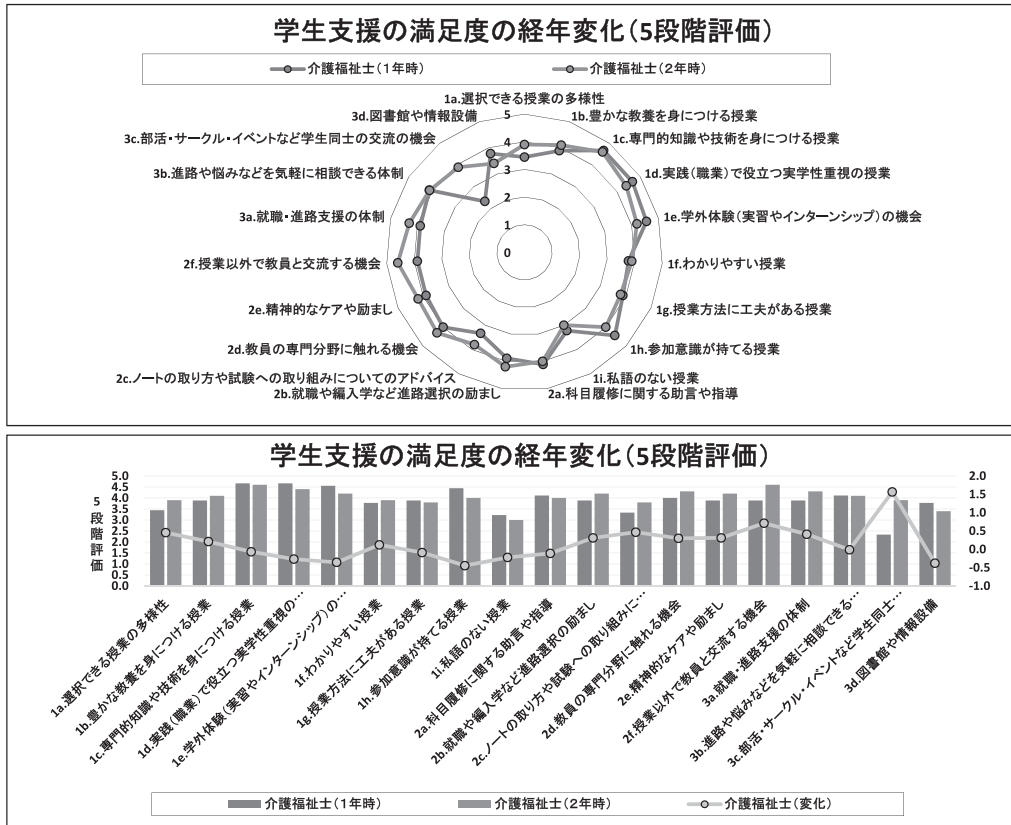 学生支援の満足度の経年変化(5段階評価)
介護福祉士(1年時)
介護福祉士(2年時)
1a.選択できる授業の多様性
1b.豊かな教養を身につける授業
1c.専門的知識や技術を身につける授業
1d.実践(職業)で役立つ実学性重視の授業
1e.学外体験(実習やインターンシップ)の機会
1f.わかりやすい授業
1g.授業方法に工夫がある授業
1h.参加意識が持てる授業
1i.私語のない授業
2a.科目履修に関する助言や指導
2b.就職や編入学など進路選択の励まし
2c.ノートの取り方や試験への取り組みについてのアドバイス
2d.教員の専門分野に触れる機会
2e.精神的なケアや励まし
2f.授業以外で教員と交流する機会
3a.就職・進路支援の体制
3b.進路や悩みなどを気軽に相談できる体制
3c.部活・サークル・イベントなど学生同士の交流の機会
3d.図書館や情報設備
5
4
3
2
1
0
学生支援の満足度の経年変化(5段階評価)
5段階評価
5.0
4.5
4.0
3.5
3.0
2.5
2.0
1.5
1.0
0.5
0.0
2.0
1.5
1.0
0.5
0.0
-0.5
-1.0
1a.選択できる授業の多様性
1b.豊かな教養を身につける授業
1c.専門的知識や技術を身につける授業
1d.実践(職業)で役立つ実学性重視の…
1e.学外体験(実習やインターンシップ)の…
1f.わかりやすい授業
1g.授業方法に工夫がある授業
1h.参加意識が持てる授業
1i.私語のない授業
2a.科目履修に関する助言や指導
2b.就職や編入学など進路選択の励まし
2c.ノートの取り方や試験への取り組みに…
2d.教員の専門分野に触れる機会
2e.精神的なケアや励まし
2f.授業以外で教員と交流する機会
3a.就職・進路支援の体制
3b.進路や悩みなどを気軽に相談できる…
3c.部活・サークル・イベントなど学生同士…
3d.図書館や情報設備
介護福祉士(1年時)
介護福祉士(2年時)
介護福祉士(変化)